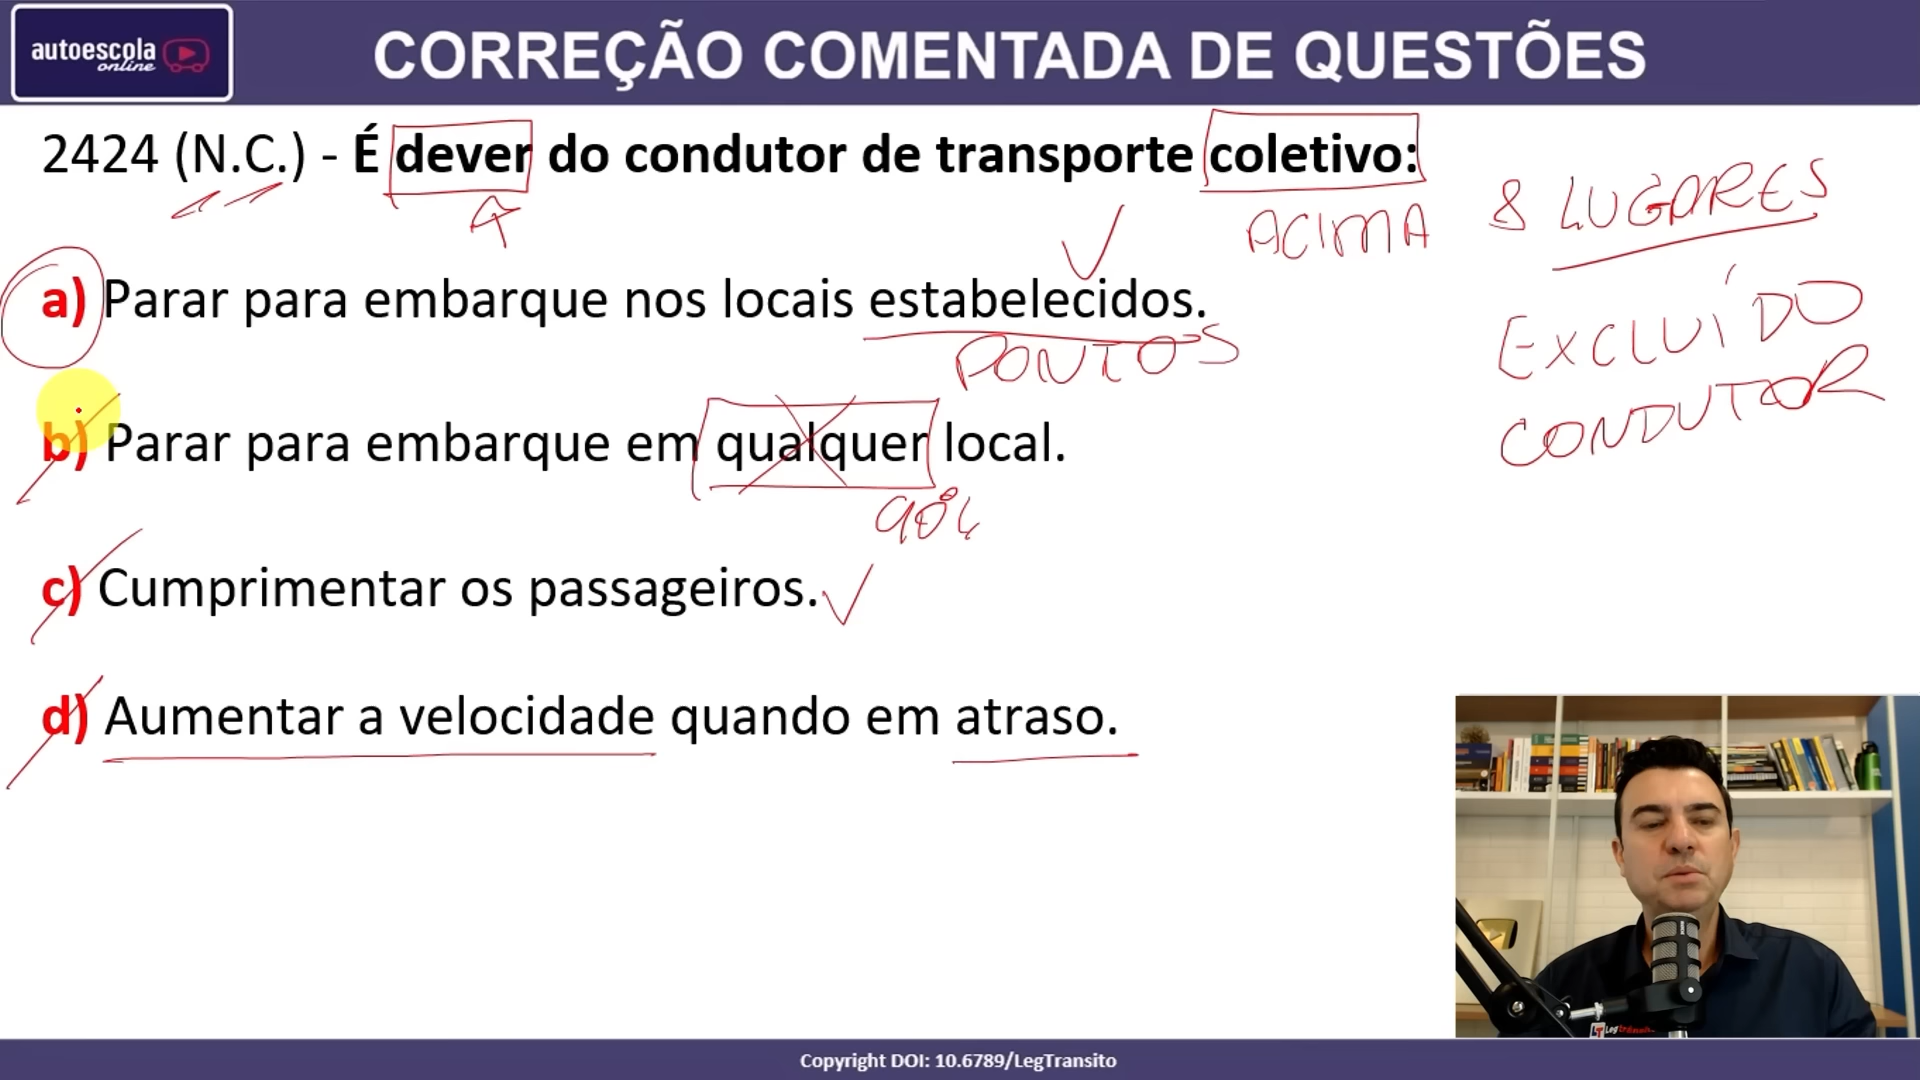 autoescola
online
CORREÇÃO COMENTADA DE QUESTÕES
2424 (N.C.) - É dever do condutor de transporte coletivo:
ACIMA 8 LUGARES
a) Parar para embarque nos locais estabelecidos.
PONTOS
EXCLUÍDO
CONDUTOR
b) Parar para embarque em qualquer local.
c) Cumprimentar os passageiros.
d) Aumentar a velocidade quando em atraso.
Copyright DOI: 10.6789/LegTransito